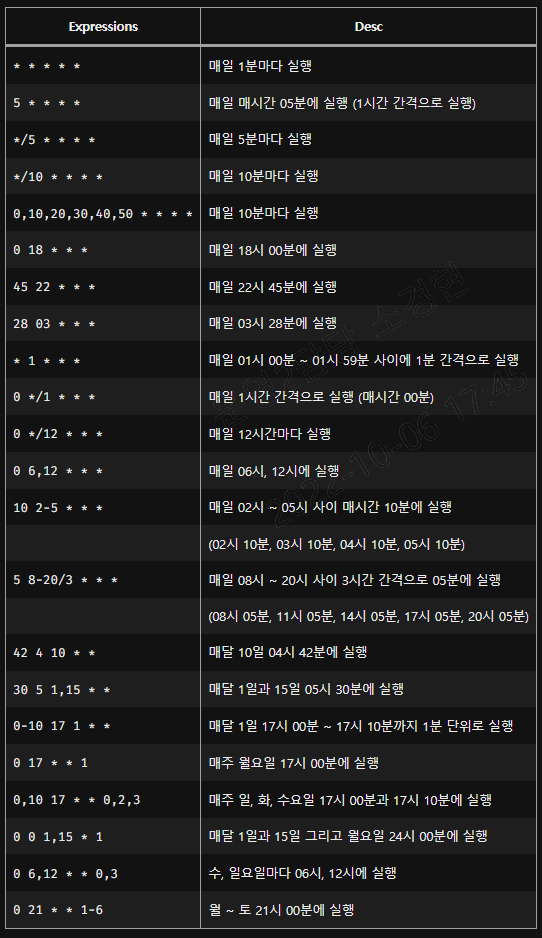 Expressions Desc
* * * * * 매일 1분마다 실행
5 * * * * 매일 매시간 05분에 실행 (1시간 간격으로 실행)
*/5 * * * * 매일 5분마다 실행
*/10 * * * * 매일 10분마다 실행
0,10,20,30,40,50 * * * * 매일 10분마다 실행
0 18 * * * 매일 18시 00분에 실행
45 22 * * * 매일 22시 45분에 실행
28 03 * * * 매일 03시 28분에 실행
* 1 * * * 매일 01시 00분 ~ 01시 59분 사이에 1분 간격으로 실행
0 */1 * * * 매일 1시간 간격으로 실행 (매시간 00분)
0 */12 * * * 매일 12시간마다 실행
0 6,12 * * * 매일 06시, 12시에 실행
10 2-5 * * * 매일 02시 ~ 05시 사이 매시간 10분에 실행
(02시 10분, 03시 10분, 04시 10분, 05시 10분)
5 8-20/3 * * * 매일 08시 ~ 20시 사이 3시간 간격으로 05분에 실행
(08시 05분, 11시 05분, 14시 05분, 17시 05분, 20시 05분)
42 4 10 * * 매달 10일 04시 42분에 실행
30 5 1,15 * * 매달 1일과 15일 05시 30분에 실행
0-10 17 1 * * 매달 1일 17시 00분 ~ 17시 10분까지 1분 단위로 실행
0 17 * * 1 매주 월요일 17시 00분에 실행
0,10 17 * * 0,2,3 매주 일, 화, 수요일 17시 00분과 17시 10분에 실행
0 0 1,15 * 1 매달 1일과 15일 그리고 월요일 24시 00분에 실행
0 6,12 * * 0,3 수, 일요일마다 06시, 12시에 실행
0 21 * * 1-6 월 ~ 토 21시 00분에 실행
소경현
2022-10-06 17:45